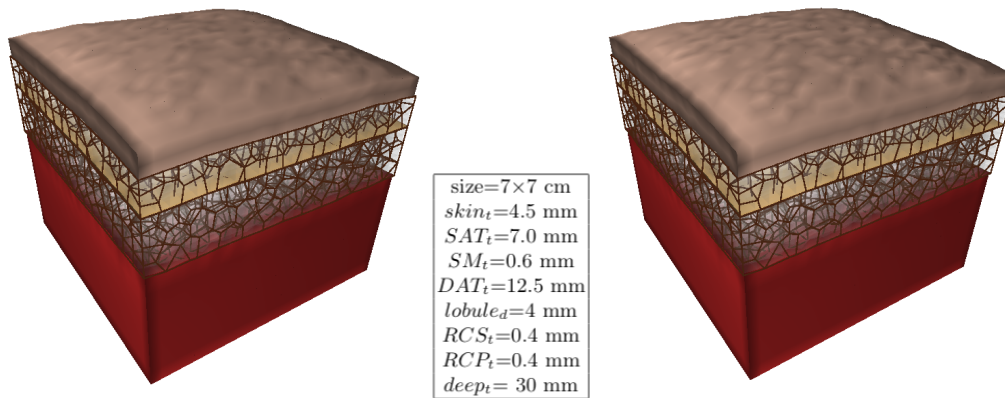 size=7×7 cm
skin_t=4.5 mm
SAT_t=7.0 mm
SM_t=0.6 mm
DAT_t=12.5 mm
lobule_d=4 mm
RCS_t=0.4 mm
RCP_t=0.4 mm
deep_t= 30 mm